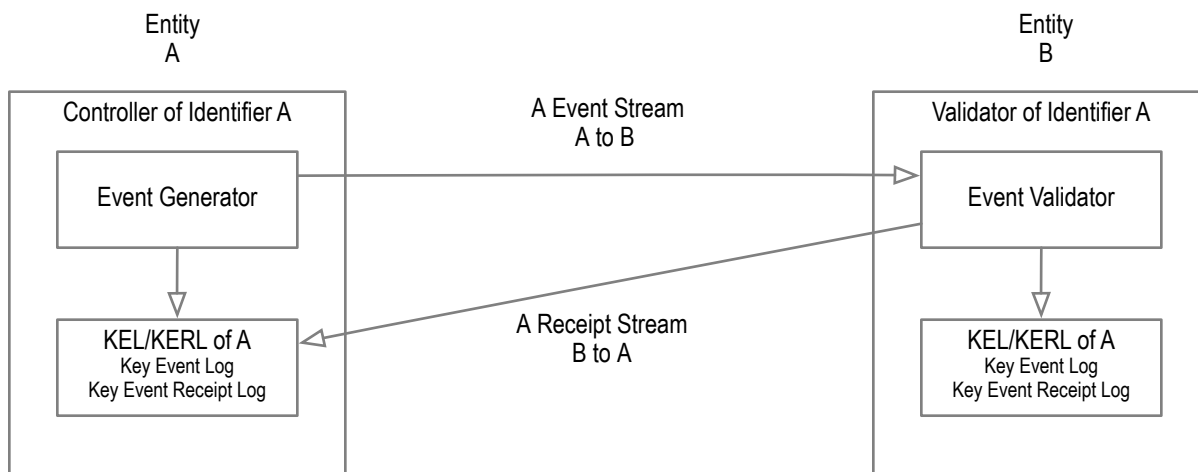 Entity
A
Entity
B
Controller of Identifier A
A Event Stream
A to B
Validator of Identifier A
Event Generator
Event Validator
KEL/KERL of A
Key Event Log
Key Event Receipt Log
A Receipt Stream
B to A
KEL/KERL of A
Key Event Log
Key Event Receipt Log